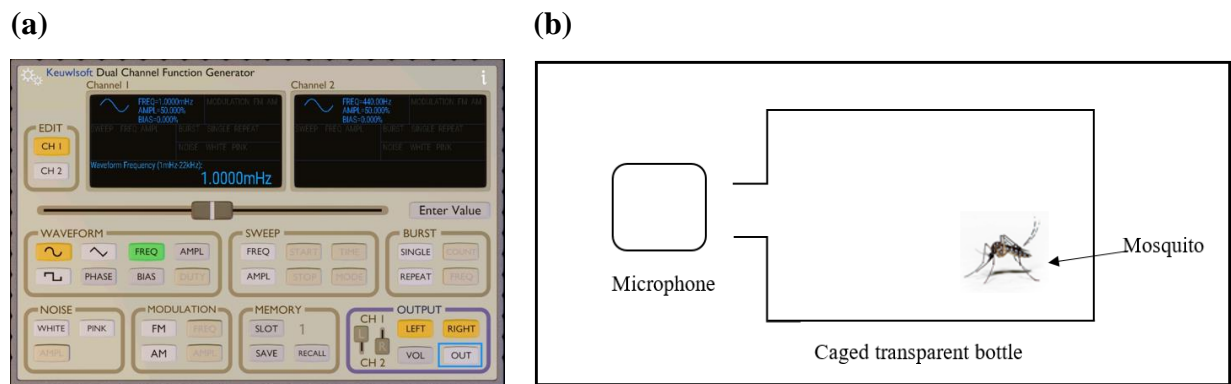 (a)
(b)
Keuwlsoft Dual Channel Function Generator
i
Channel 1
Channel 2
FREQ=1.0000mHz
AMPL=50.000%
BIAS=0.000%
MODULATION FM AM
SWEEP FREQ AMPL
BURST SINGLE REPEAT
NOISE WHITE PINK
Waveform Frequency (1mHz-22kHz):
1.0000mHz
FREQ=440.00Hz
AMPL=50.000%
BIAS=0.000%
MODULATION FM AM
SWEEP FREQ AMPL
BURST SINGLE REPEAT
NOISE WHITE PINK
EDIT
CH 1
CH 2
Enter Value
WAVEFORM
FREQ
AMPL
PHASE
BIAS
DUTY
SWEEP
FREQ
START
TIME
AMPL
STOP
MODE
BURST
SINGLE
COUNT
REPEAT
FREQ
NOISE
WHITE
PINK
AMPL
MODULATION
FM
FREQ
AM
AMPL
MEMORY
SLOT
1
SAVE
RECALL
OUTPUT
CH 1
L
R
CH 2
LEFT
RIGHT
VOL
OUT
Microphone
Mosquito
Caged transparent bottle